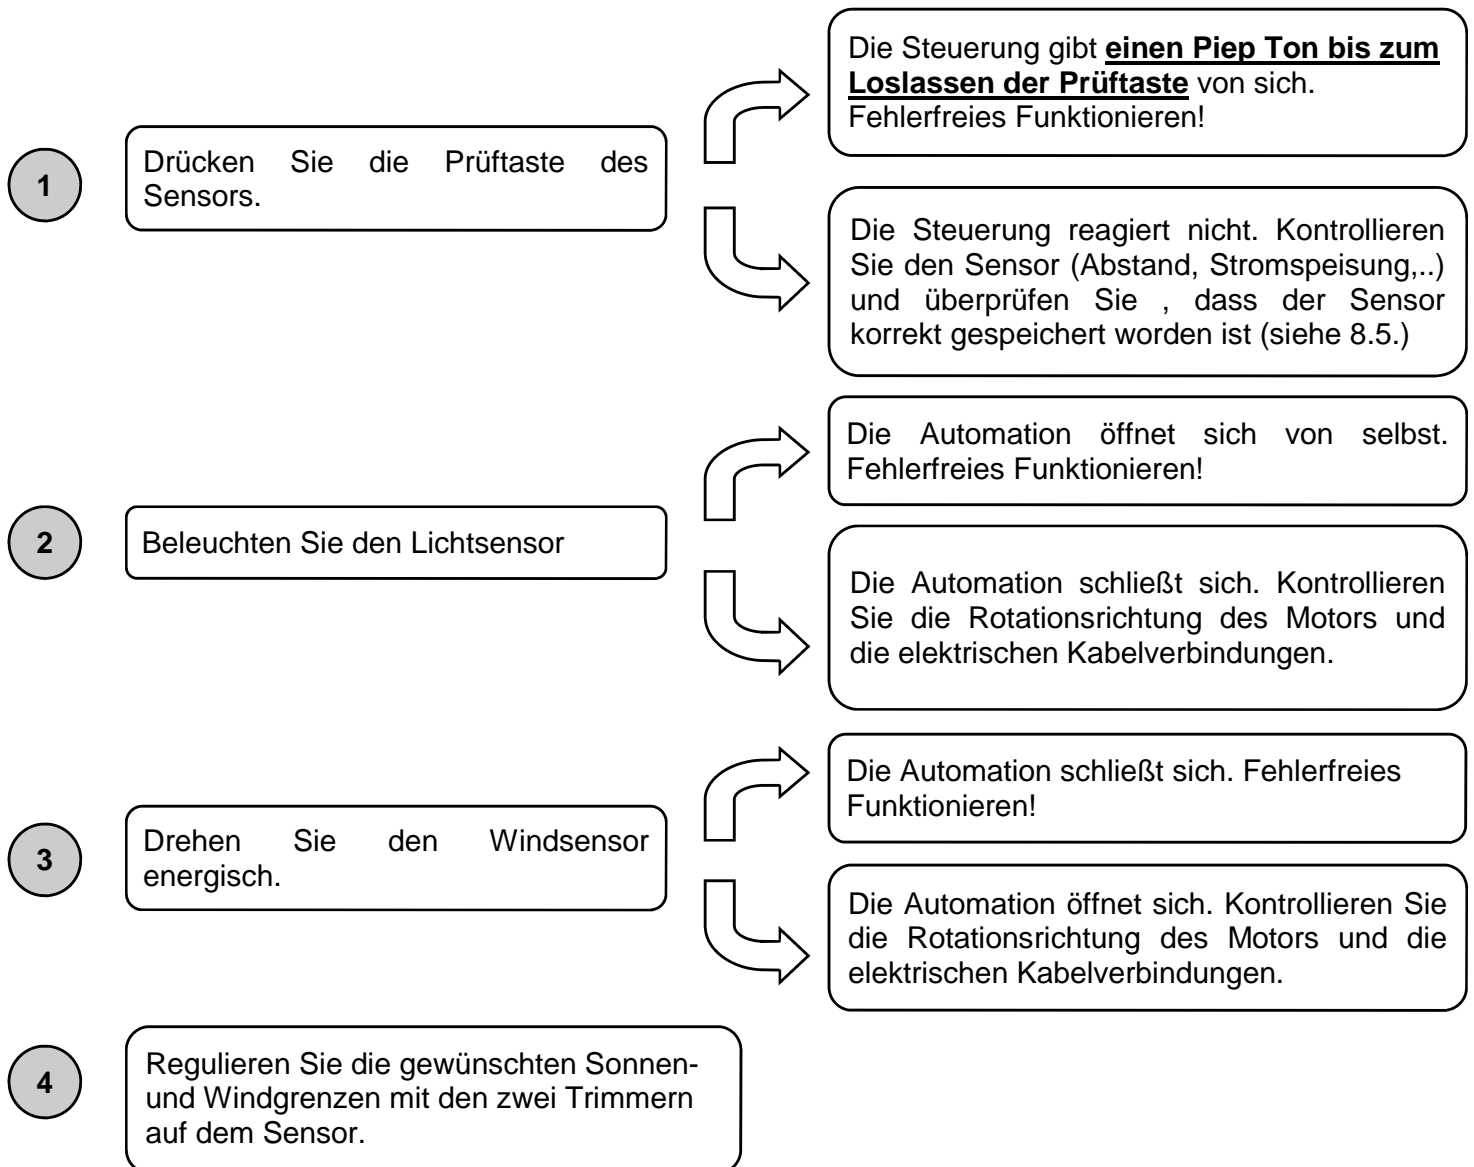 1
Drücken Sie die Prüftaste des
Sensors.
Die Steuerung gibt einen Piep Ton bis zum
Loslassen der Prüftaste von sich.
Fehlerfreies Funktionieren!
Die Steuerung reagiert nicht. Kontrollieren
Sie den Sensor (Abstand, Stromspeisung,..)
und überprüfen Sie , dass der Sensor
korrekt gespeichert worden ist (siehe 8.5.)
2
Beleuchten Sie den Lichtsensor
Die Automation öffnet sich von selbst.
Fehlerfreies Funktionieren!
Die Automation schließt sich. Kontrollieren
Sie die Rotationsrichtung des Motors und
die elektrischen Kabelverbindungen.
3
Drehen Sie den Windsensor
energisch.
Die Automation schließt sich. Fehlerfreies
Funktionieren!
Die Automation öffnet sich. Kontrollieren Sie
die Rotationsrichtung des Motors und die
elektrischen Kabelverbindungen.
4
Regulieren Sie die gewünschten Sonnen-
und Windgrenzen mit den zwei Trimmern
auf dem Sensor.